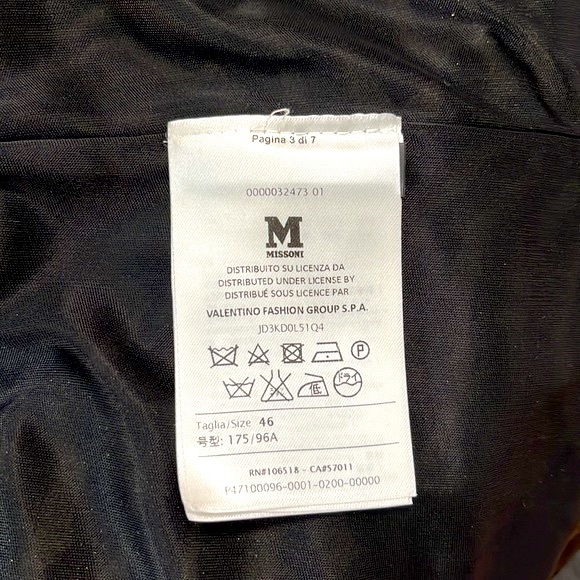 Pagina 3 di 7
0000032473 01
M
MISSONI
DISTRIBUITO SU LICENZA DA
DISTRIBUTED UNDER LICENSE BY
DISTRIBUÉ SOUS LICENCE PAR
VALENTINO FASHION GROUP S.P.A.
JD3KD0L51Q4
P
低 ドライ
Taglia/Size 46
号型: 175/96A
RN#106518 - CA#57011
P47100096-0001-0200-00000